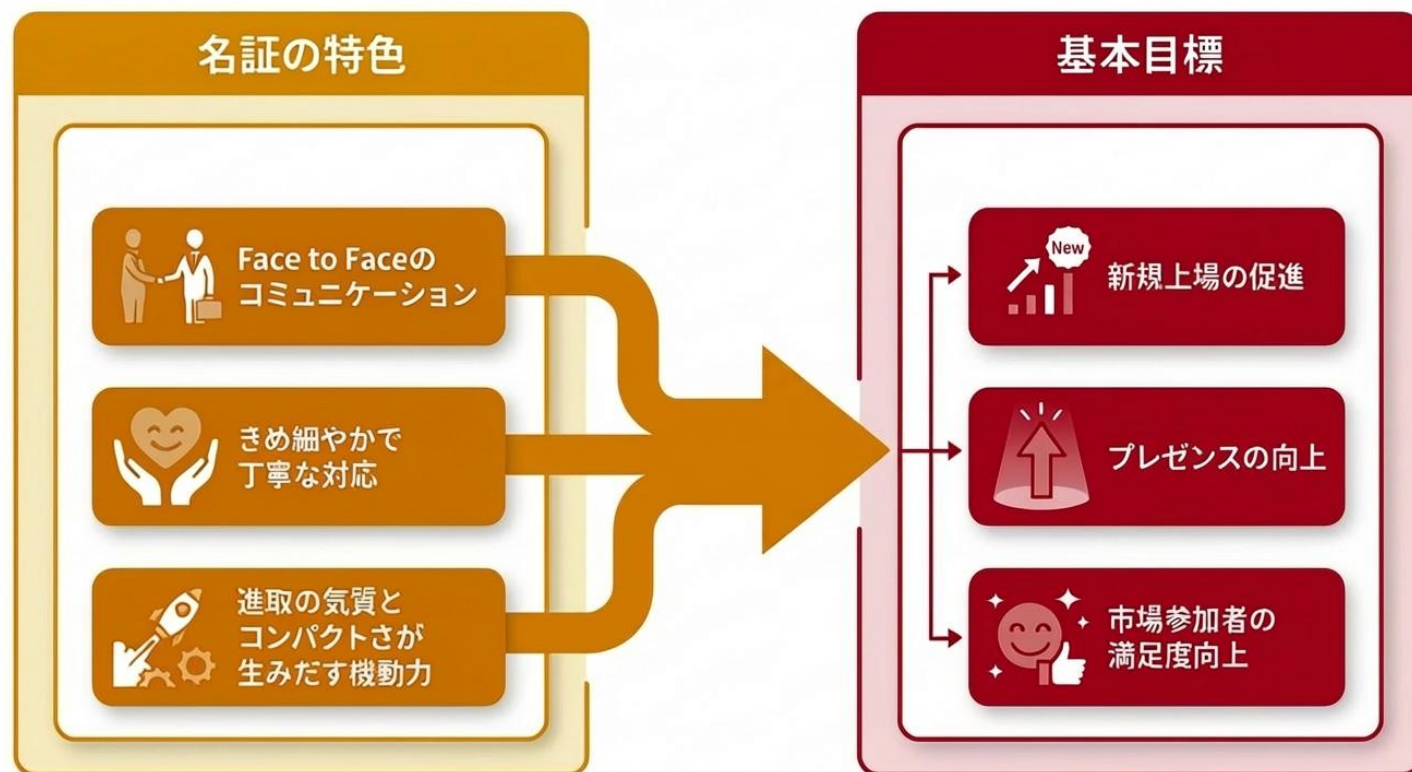 名証の特色
Face to Faceの
コミュニケーション
きめ細やかで
丁寧な対応
進取の気質と
コンパクトさが
生みだす機動力
基本目標
New
新規上場の促進
プレゼンスの向上
市場参加者の
満足度向上